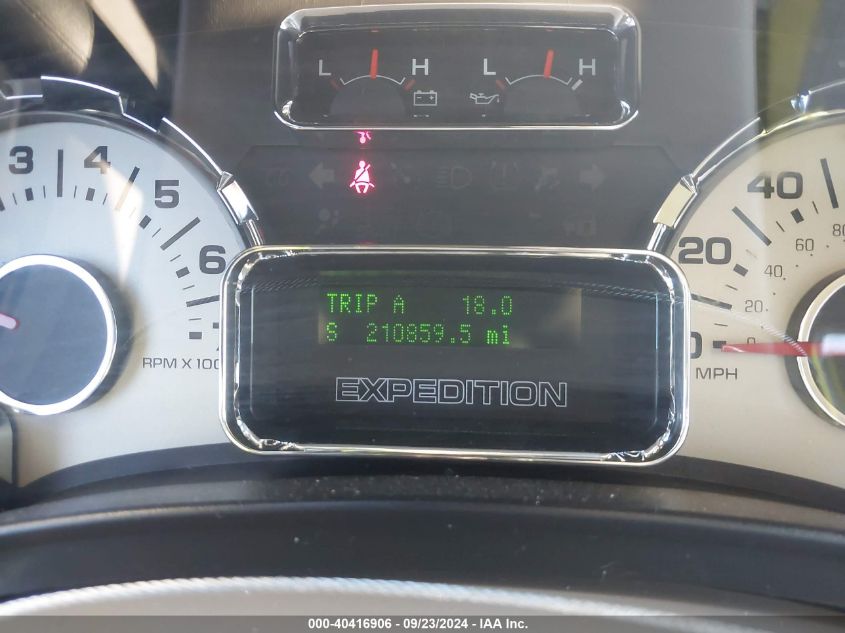 L H L H
3 4 5 6 7
RPM X 100
TRIP A 18.0
S 210859.5 mi
EXPEDITION
40 20 0
80 60 40 20 0
MPH
000-40416906 - 09/23/2024 - IAA Inc.